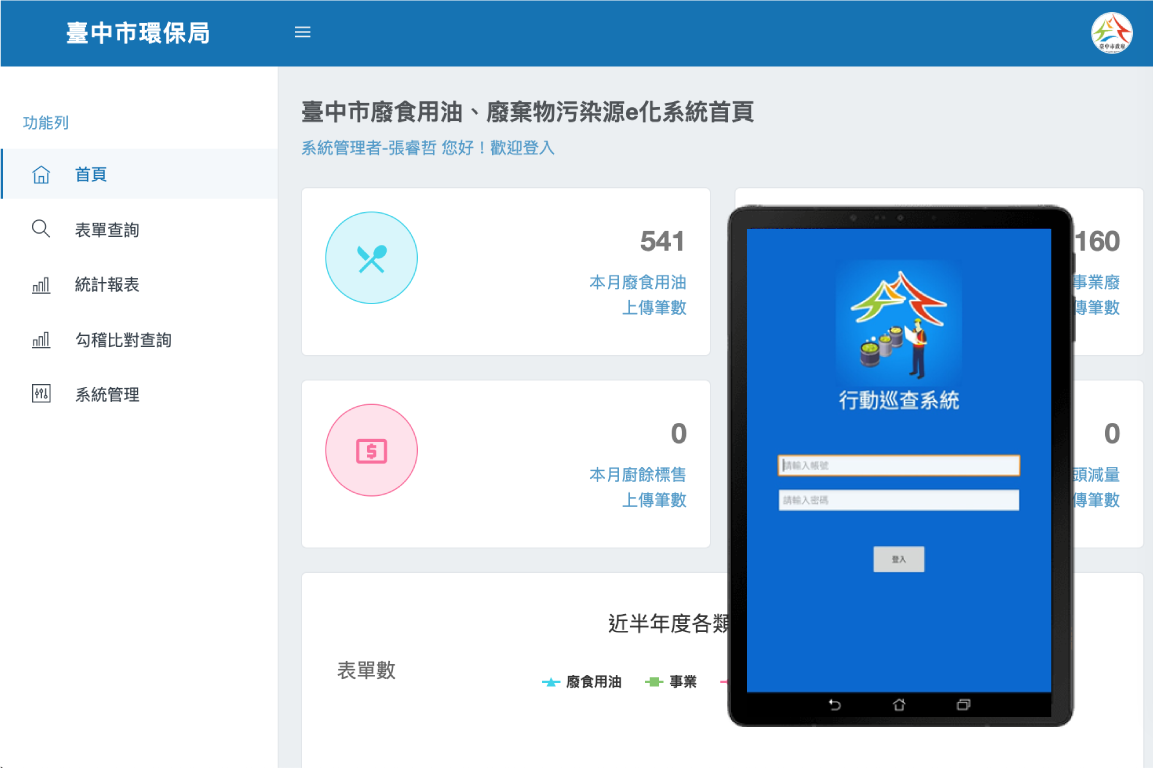 臺中市環保局
臺中市政府
功能列
首頁
表單查詢
統計報表
勾稽比對查詢
系統管理
臺中市廢食用油、廢棄物污染源e化系統首頁
系統管理者-張睿哲 您好！歡迎登入
541
本月廢食用油
上傳筆數
160
事業廢
傳筆數
0
本月廚餘標售
上傳筆數
0
頭減量
傳筆數
近半年度各類
表單數
廢食用油 事業
行動巡查系統
請輸入帳號
請輸入密碼
登入